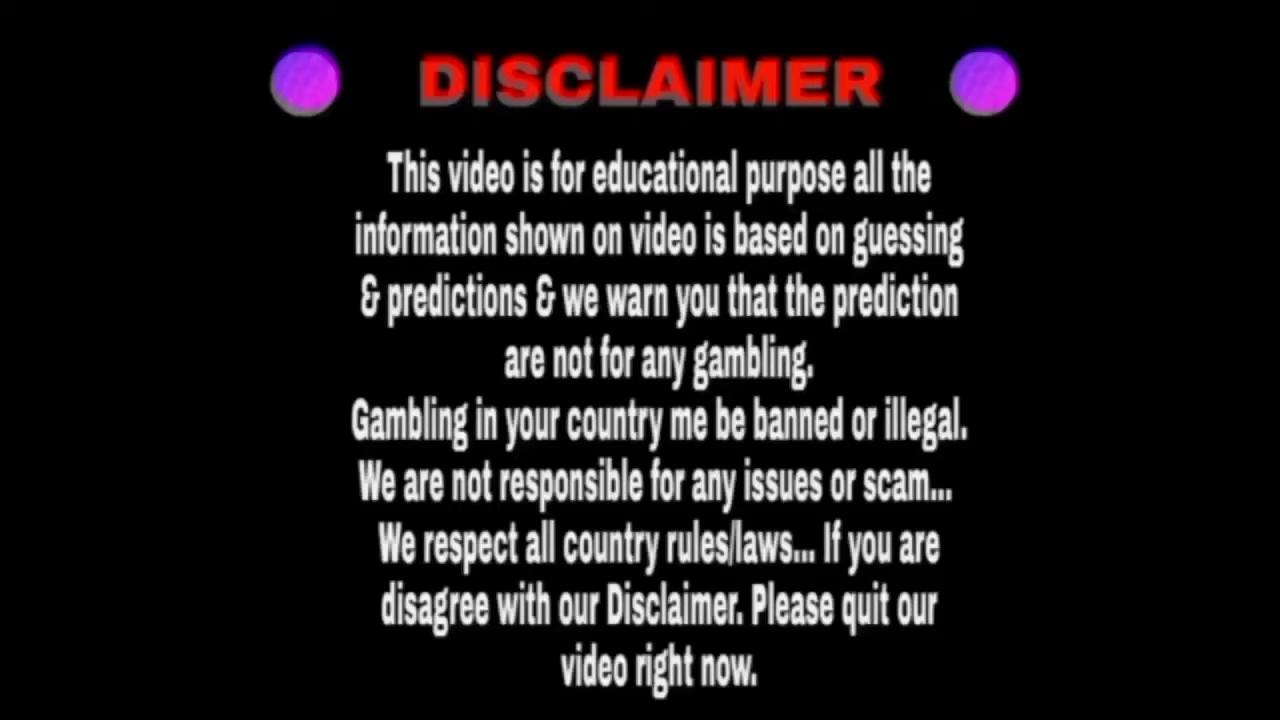 DISCLAIMER
This video is for educational purpose all the
information shown on video is based on guessing
& predictions & we warn you that the prediction
are not for any gambling.
Gambling in your country me be banned or illegal.
We are not responsible for any issues or scam...
We respect all country rules/laws... If you are
disagree with our Disclaimer. Please quit our
video right now.